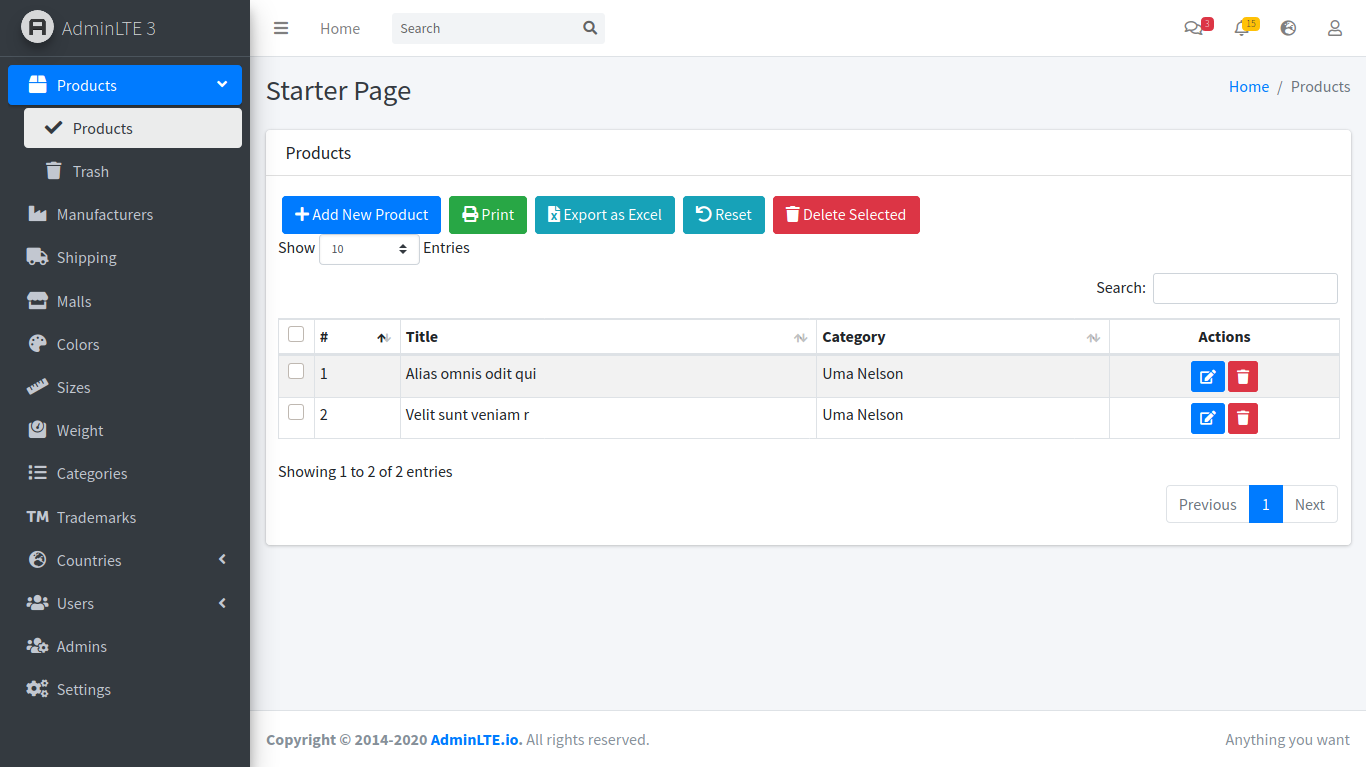 AdminLTE 3
Home
Search
3
15
Products
Products
Trash
Manufacturers
Shipping
Malls
Colors
Sizes
Weight
Categories
TM Trademarks
Countries
Users
Admins
Settings
Starter Page
Home / Products
Products
Add New Product
Print
Export as Excel
Reset
Delete Selected
Show 10 Entries
Search:
# Title Category Actions
1 Alias omnis odit qui Uma Nelson
2 Velit sunt veniam r Uma Nelson
Showing 1 to 2 of 2 entries
Previous 1 Next
Copyright © 2014-2020 AdminLTE.io. All rights reserved.
Anything you want